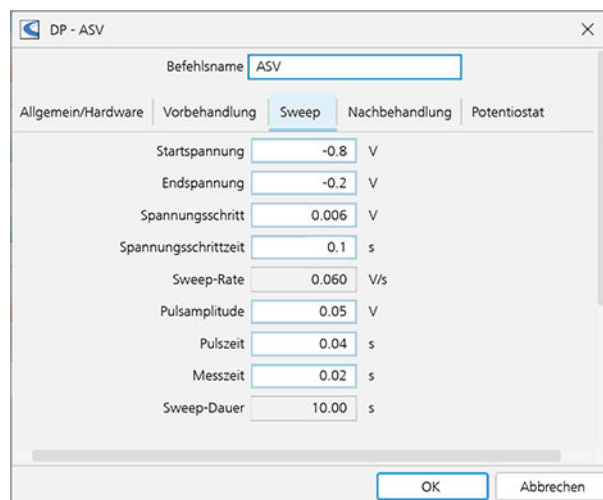 DP - ASV
Befehlsname ASV
Allgemein/Hardware Vorbehandlung Sweep Nachbehandlung Potentiostat
Startspannung -0.8 V
Endspannung -0.2 V
Spannungsschritt 0.006 V
Spannungsschrittzeit 0.1 s
Sweep-Rate 0.060 V/s
Pulsamplitude 0.05 V
Pulszeit 0.04 s
Messzeit 0.02 s
Sweep-Dauer 10.00 s
OK Abbrechen